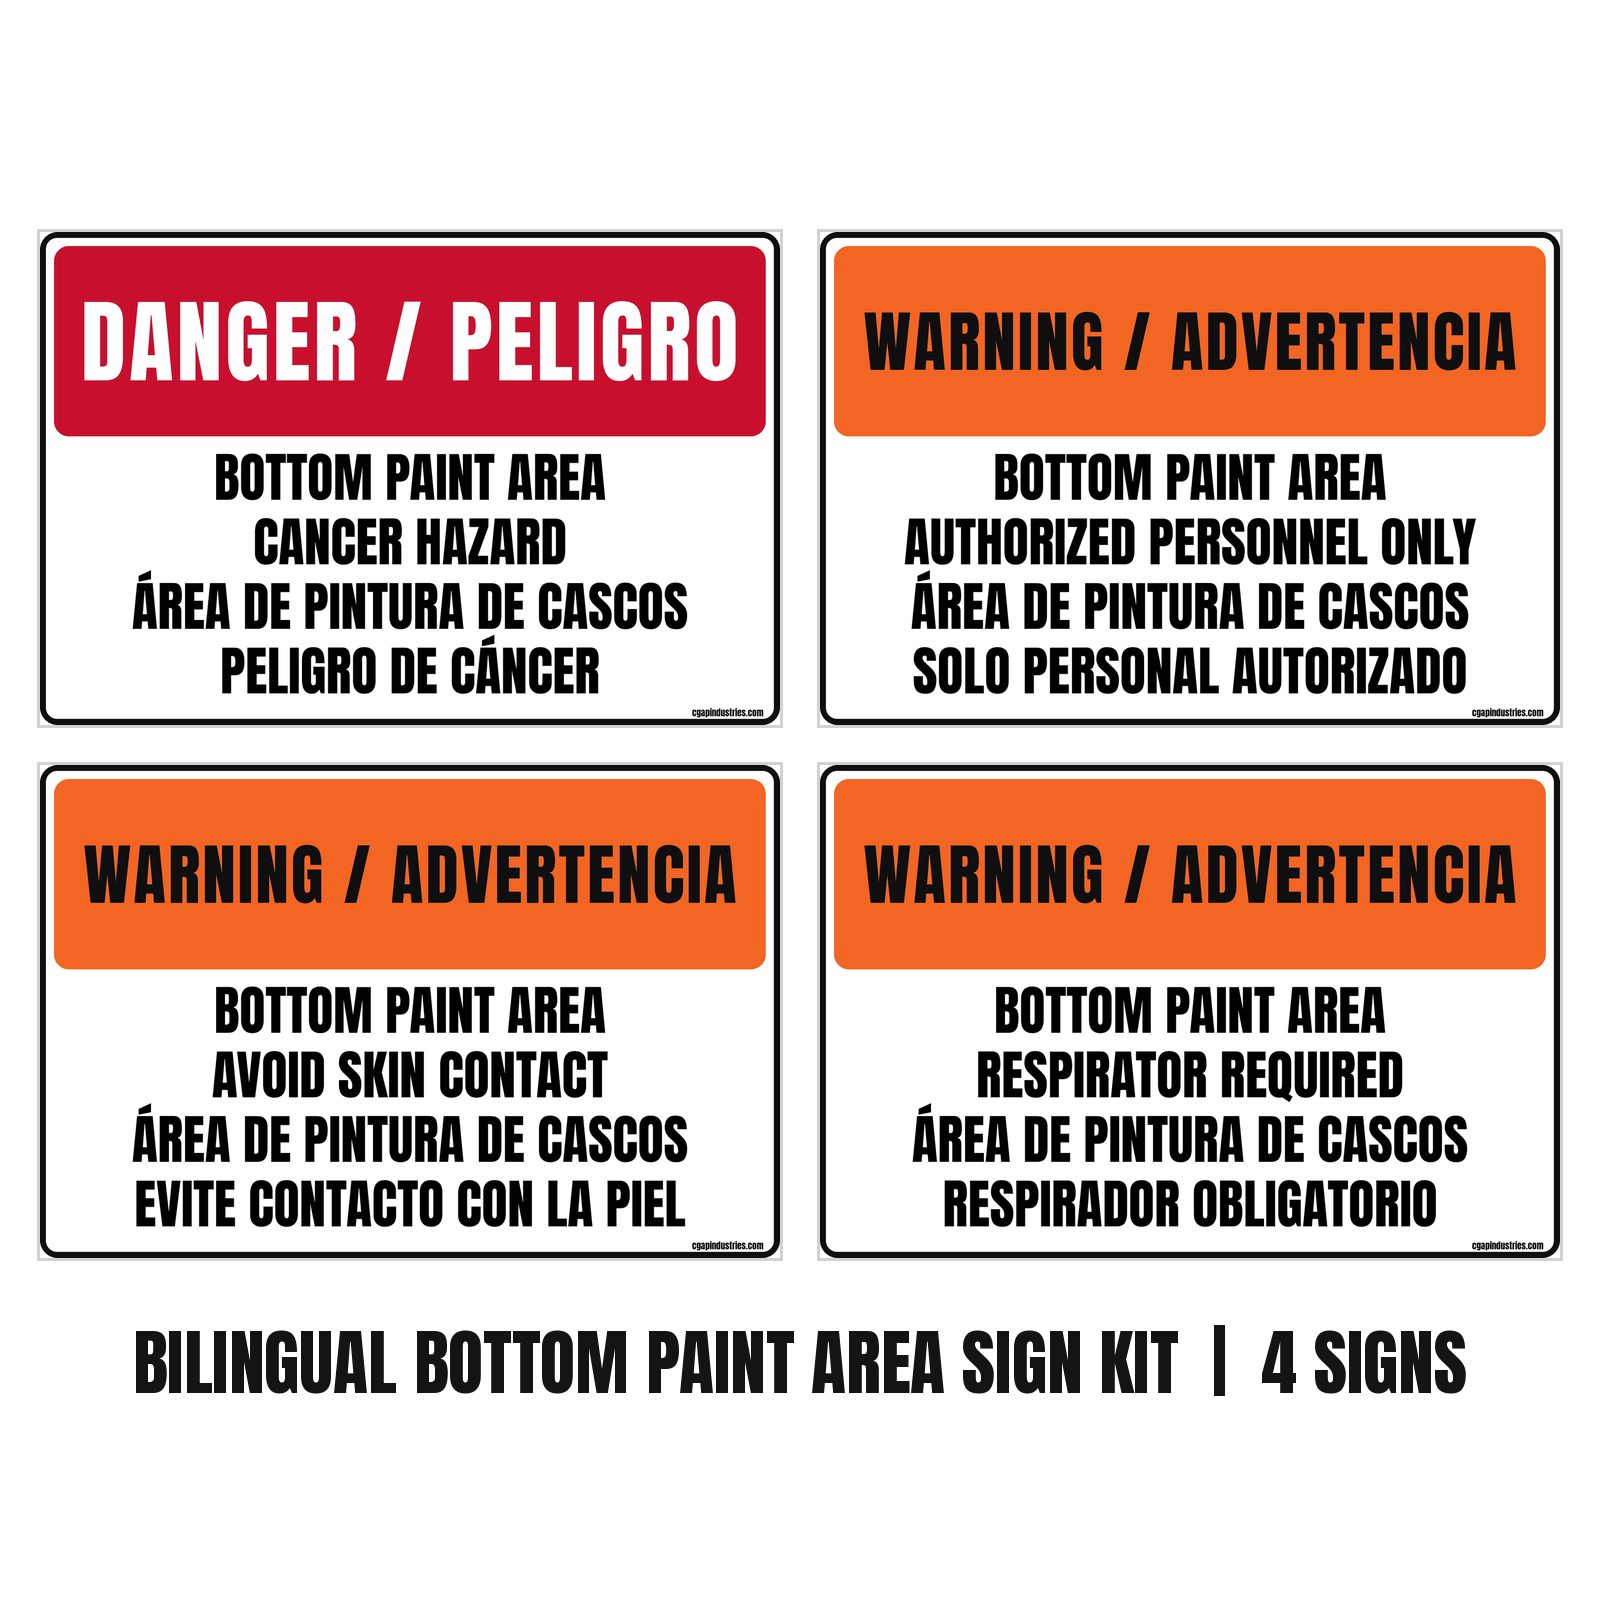 DANGER / PELIGRO
BOTTOM PAINT AREA
CANCER HAZARD
ÁREA DE PINTURA DE CASCOS
PELIGRO DE CÁNCER
cgapindustries.com
WARNING / ADVERTENCIA
BOTTOM PAINT AREA
AUTHORIZED PERSONNEL ONLY
ÁREA DE PINTURA DE CASCOS
SOLO PERSONAL AUTORIZADO
cgapindustries.com
WARNING / ADVERTENCIA
BOTTOM PAINT AREA
AVOID SKIN CONTACT
ÁREA DE PINTURA DE CASCOS
EVITE CONTACTO CON LA PIEL
cgapindustries.com
WARNING / ADVERTENCIA
BOTTOM PAINT AREA
RESPIRATOR REQUIRED
ÁREA DE PINTURA DE CASCOS
RESPIRADOR OBLIGATORIO
cgapindustries.com
BILINGUAL BOTTOM PAINT AREA SIGN KIT | 4 SIGNS